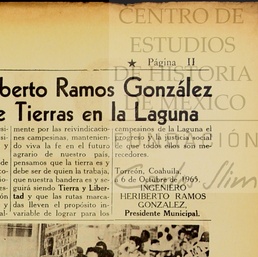 CENTRO DE
ESTUDIOS
DE HISTORIA
DE MÉXICO
Página 11
berto Ramos González
e Tierras en la Laguna
mente por las reivindicacio-
nes campesinas, mantenien-
do viva la fe en el futuro
agrario de nuestro país,
pensamos que la tierra es y
debe ser de quien la trabaja,
que nuestra bandera es y se-
guirá siendo Tierra y Liber-
tad y que las rutas marca-
das lleven el propósito in-
variable de lograr para los
campesinos de la Laguna el
progreso y la justicia social
de que todos ellos son me-
recedores.
Torreón, Coahuila,
a 6 de Octubre de 1965.
INGENIERO
HERIBERTO RAMOS
GONZALEZ,
Presidente Municipal.
Carlos Slim